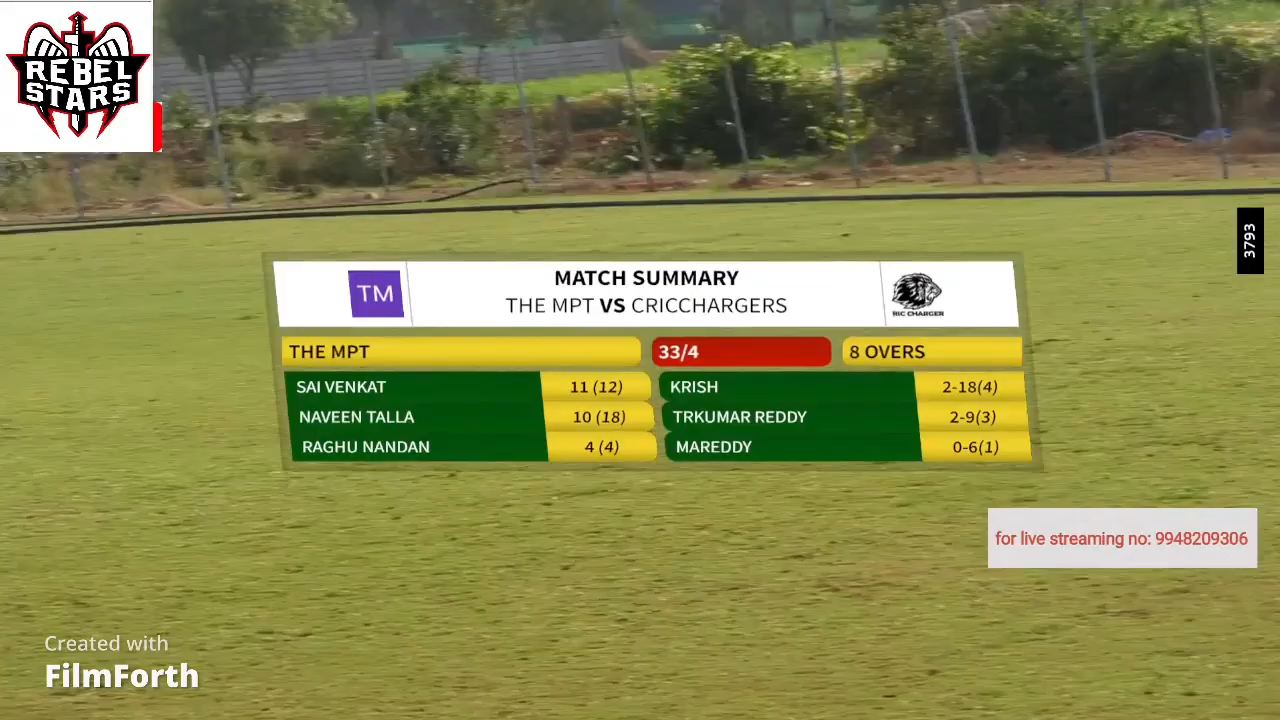 REBEL
STARS
3793
TM
MATCH SUMMARY
THE MPT VS CRICCHARGERS
RIC CHARGER
THE MPT 33/4 8 OVERS
SAI VENKAT 11 (12) KRISH 2-18(4)
NAVEEN TALLA 10 (18) TRKUMAR REDDY 2-9(3)
RAGHU NANDAN 4 (4) MAREDDY 0-6(1)
for live streaming no: 9948209306
Created with
FilmForth